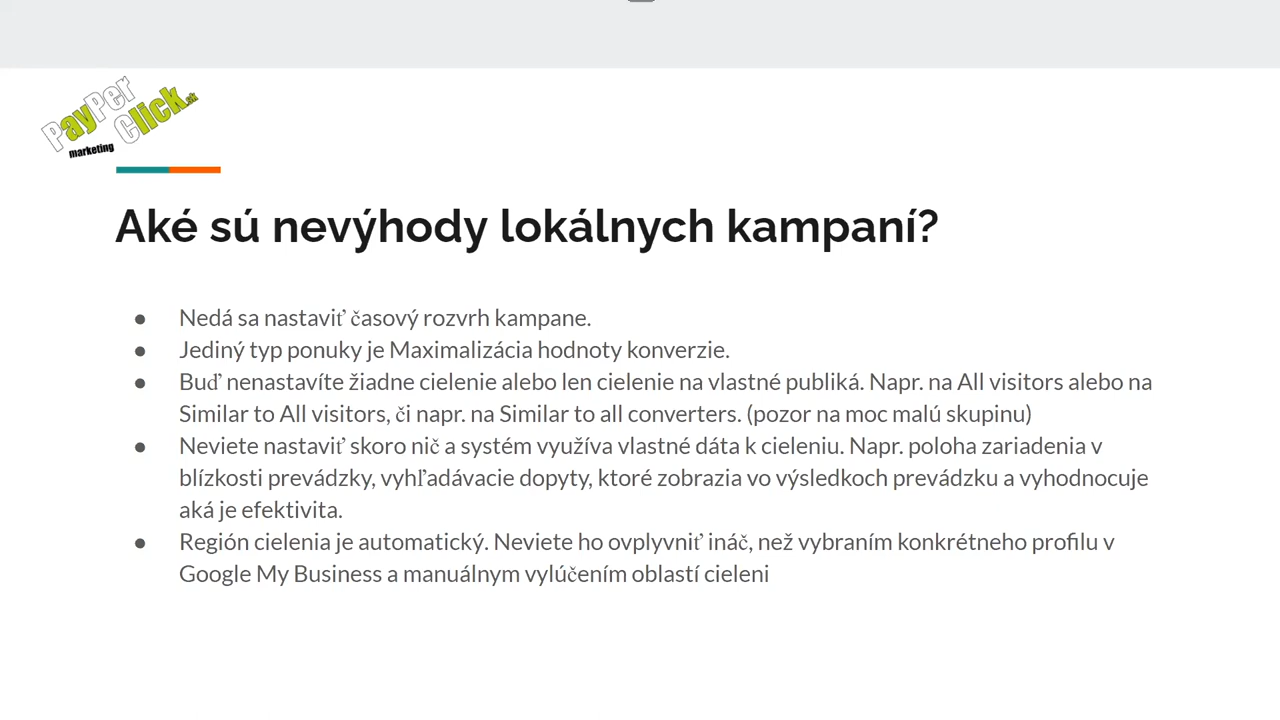 PayPer
Click.sk
marketing
Aké sú nevýhody lokálnych kampaní?
● Nedá sa nastaviť časový rozvrh kampane.
● Jediný typ ponuky je Maximalizácia hodnoty konverzie.
● Buď nenastavíte žiadne cielenie alebo len cielenie na vlastné publiká. Napr. na All visitors alebo na
Similar to All visitors, či napr. na Similar to all converters. (pozor na moc malú skupinu)
● Neviete nastaviť skoro nič a systém využíva vlastné dáta k cieleniu. Napr. poloha zariadenia v
blízkosti prevádzky, vyhľadávacie dopyty, ktoré zobrazia vo výsledkoch prevádzku a vyhodnocuje
aká je efektivita.
● Región cielenia je automatický. Neviete ho ovplyvniť ináč, než vybraním konkrétneho profilu v
Google My Business a manuálnym vylúčením oblastí cieleni